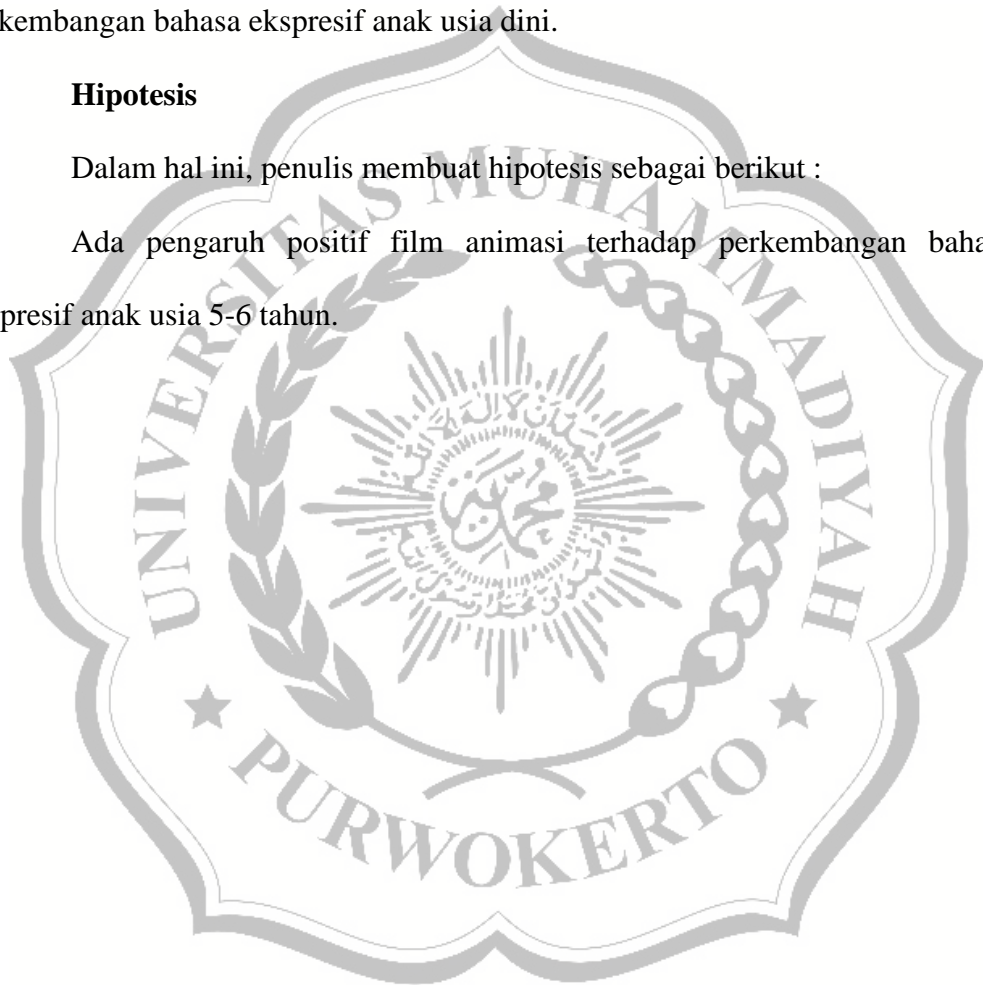 kembangan bahasa ekspresif anak usia dini.
Hipotesis
Dalam hal ini, penulis membuat hipotesis sebagai berikut :
Ada pengaruh positif film animasi terhadap perkembangan baha
presif anak usia 5-6 tahun.
UNIVERSITAS MUHAMMADIYAH
PURWOKERTO